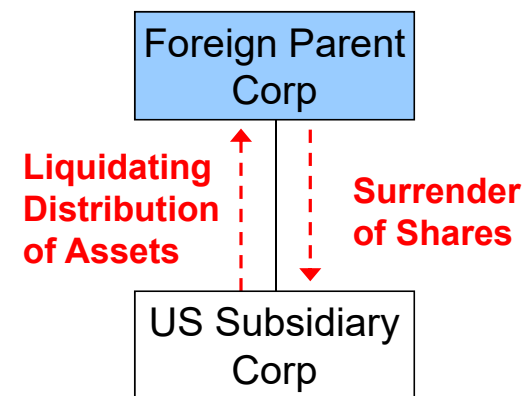 Foreign Parent
Corp
Liquidating
Distribution
of Assets
Surrender
of Shares
US Subsidiary
Corp